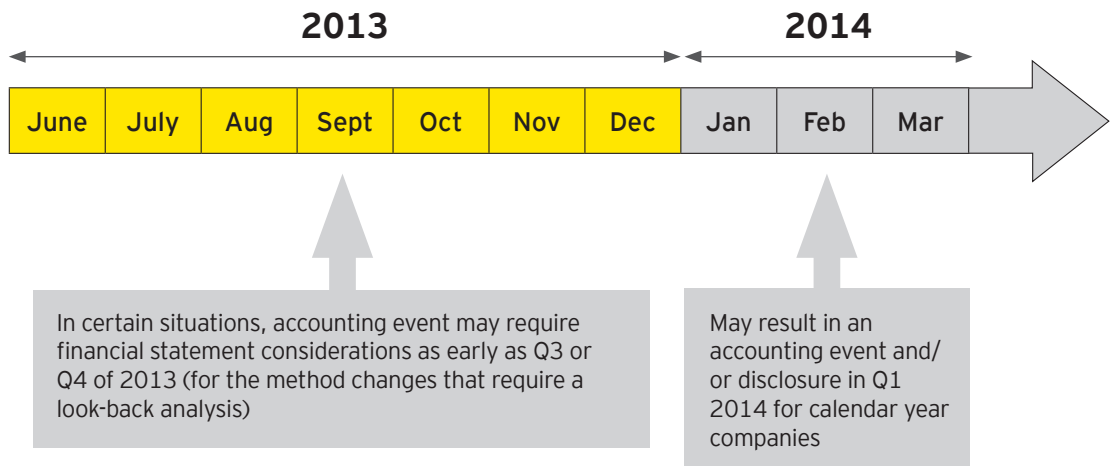 2013 2014
June July Aug Sept Oct Nov Dec Jan Feb Mar
In certain situations, accounting event may require
financial statement considerations as early as Q3 or
Q4 of 2013 (for the method changes that require a
look-back analysis)
May result in an
accounting event and/
or disclosure in Q1
2014 for calendar year
companies